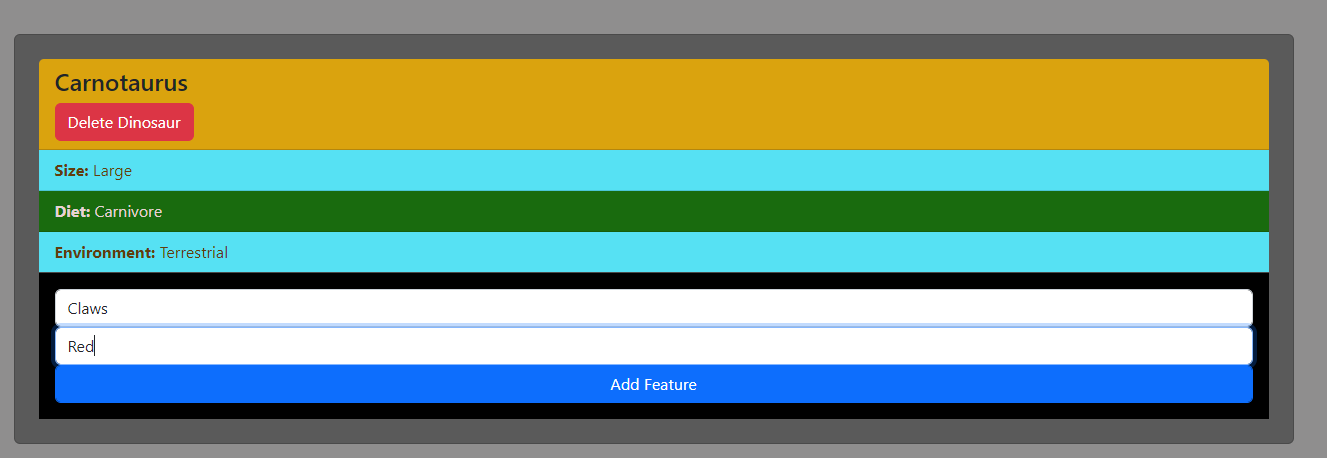 Carnotaurus
Delete Dinosaur
Size: Large
Diet: Carnivore
Environment: Terrestrial
Claws
Red
Add Feature